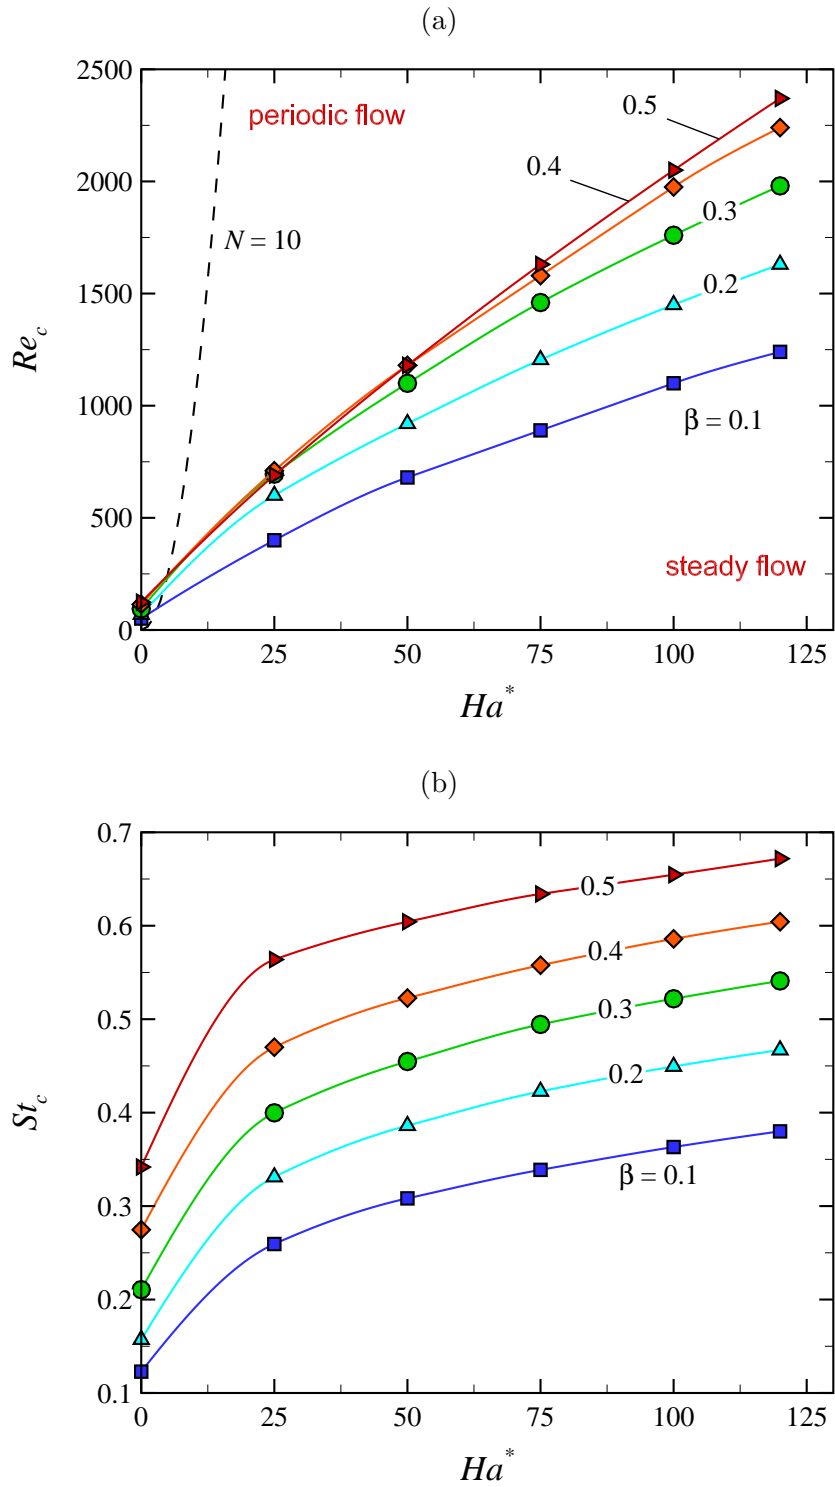 (a)
2500
periodic flow
0.5
0.4
2000
0.3
N = 10
0.2
1500
Re_c
1000
β = 0.1
500
steady flow
0
0 25 50 75 100 125
Ha*
(b)
0.7
0.5
0.6
0.4
0.5
0.3
St_c
0.4
0.2
0.3
β = 0.1
0.2
0.1
0 25 50 75 100 125
Ha*